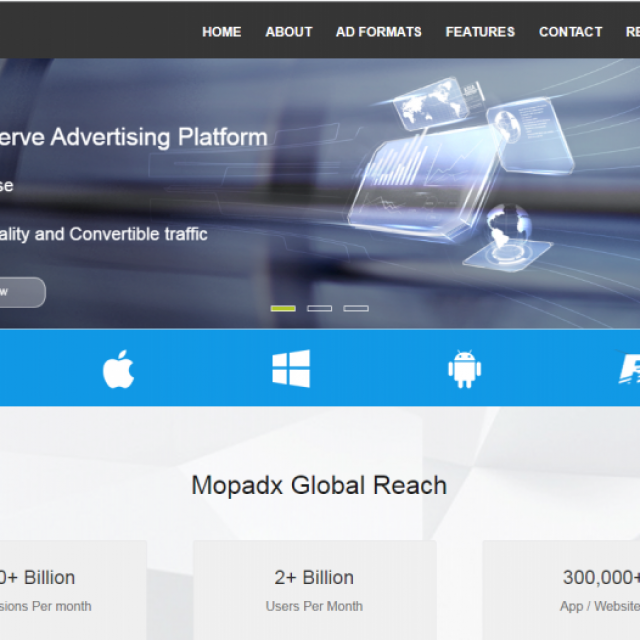 HOME ABOUT AD FORMATS FEATURES CONTACT RE
erve Advertising Platform
se
ality and Convertible traffic
w
Mopadx Global Reach
0+ Billion 2+ Billion 300,000+
sions Per month Users Per Month App / Website